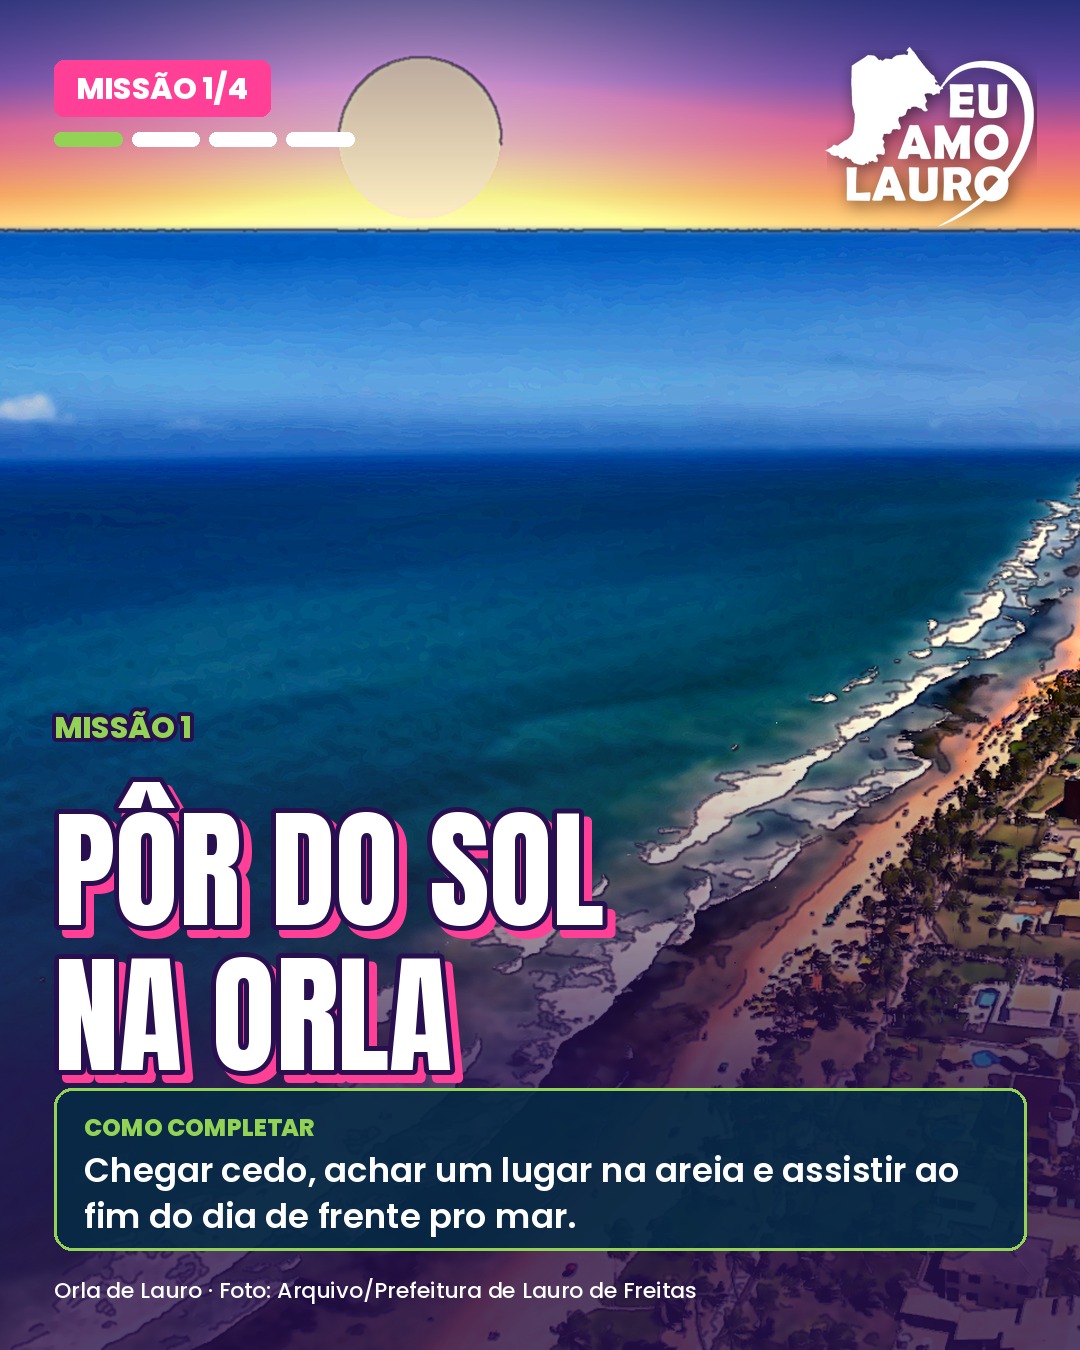 MISSÃO 1/4
EU
AMO
LAURO
MISSÃO 1
PÔR DO SOL
NA ORLA
COMO COMPLETAR
Chegar cedo, achar um lugar na areia e assistir ao
fim do dia de frente pro mar.
Orla de Lauro · Foto: Arquivo/Prefeitura de Lauro de Freitas